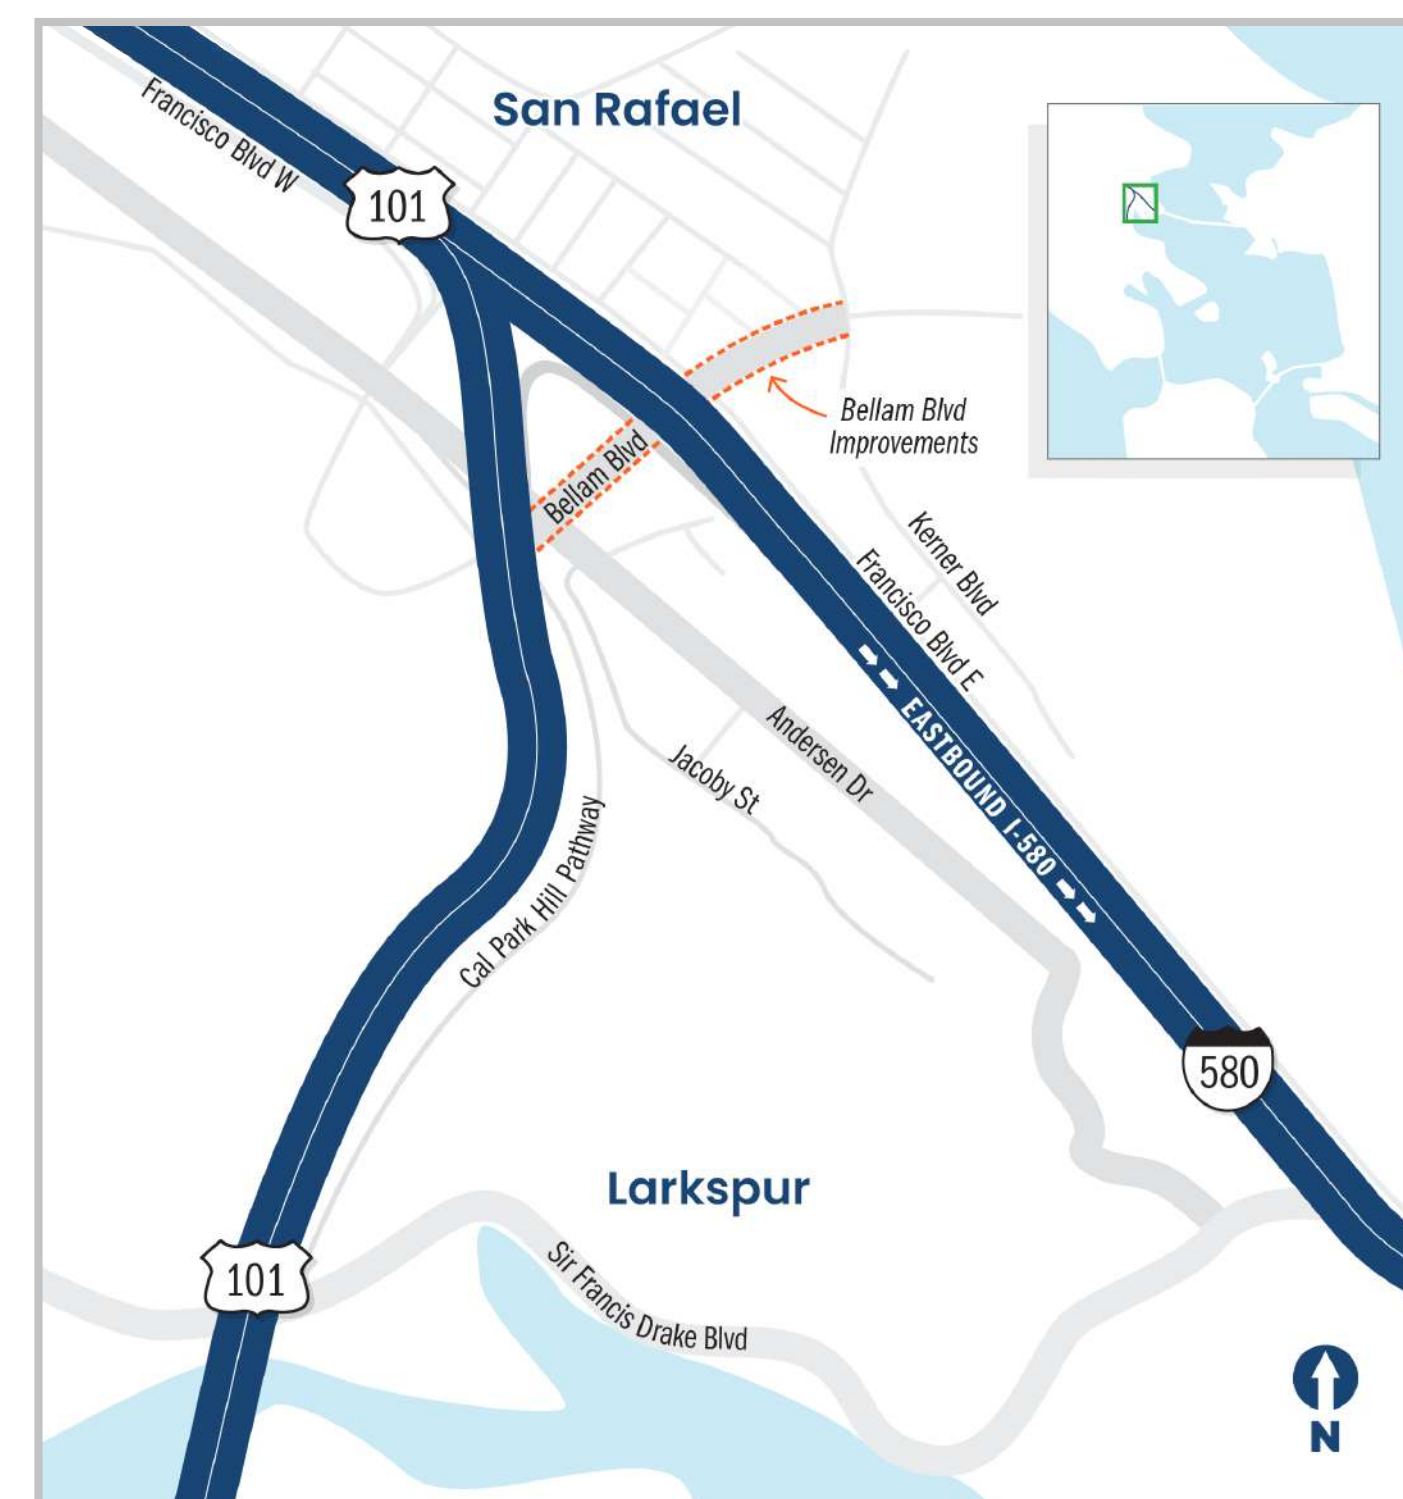 San Rafael
Francisco Blvd W
101
Bellam Blvd
Improvements
Bellam Blvd
Kerner Blvd
Francisco Blvd E
EASTBOUND I-580
Andersen Dr
Jacoby St
Cal Park Hill Pathway
580
Larkspur
101
Sir Francis Drake Blvd
N